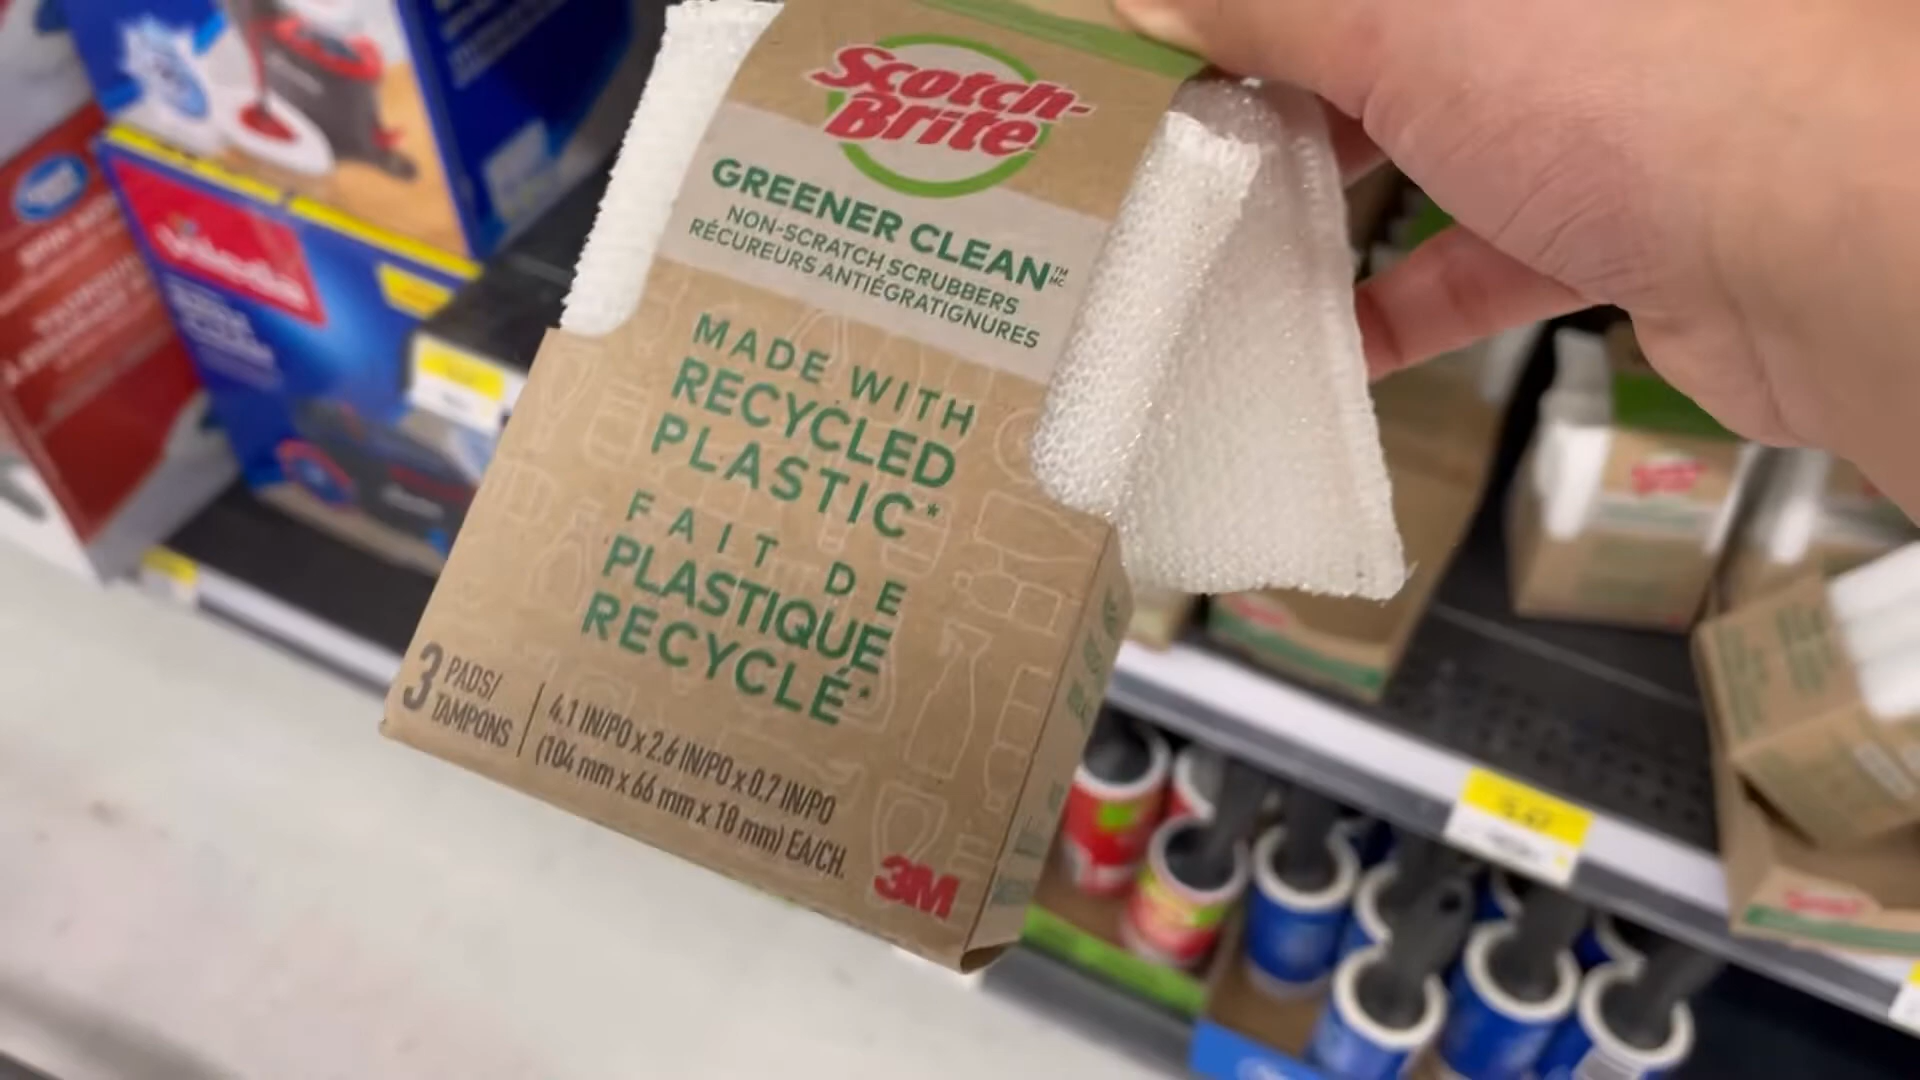 Scotch-
Brite
GREENER CLEAN™ MC
NON-SCRATCH SCRUBBERS
RÉCUREURS ANTIÉGRATIGNURES
MADE WITH
RECYCLED
PLASTIC*
FAIT DE
PLASTIQUE
RECYCLÉ*
3 PADS/
TAMPONS
4.1 IN/PO x 2.6 IN/PO x 0.7 IN/PO
(104 mm x 66 mm x 18 mm) EA/CH.
3M